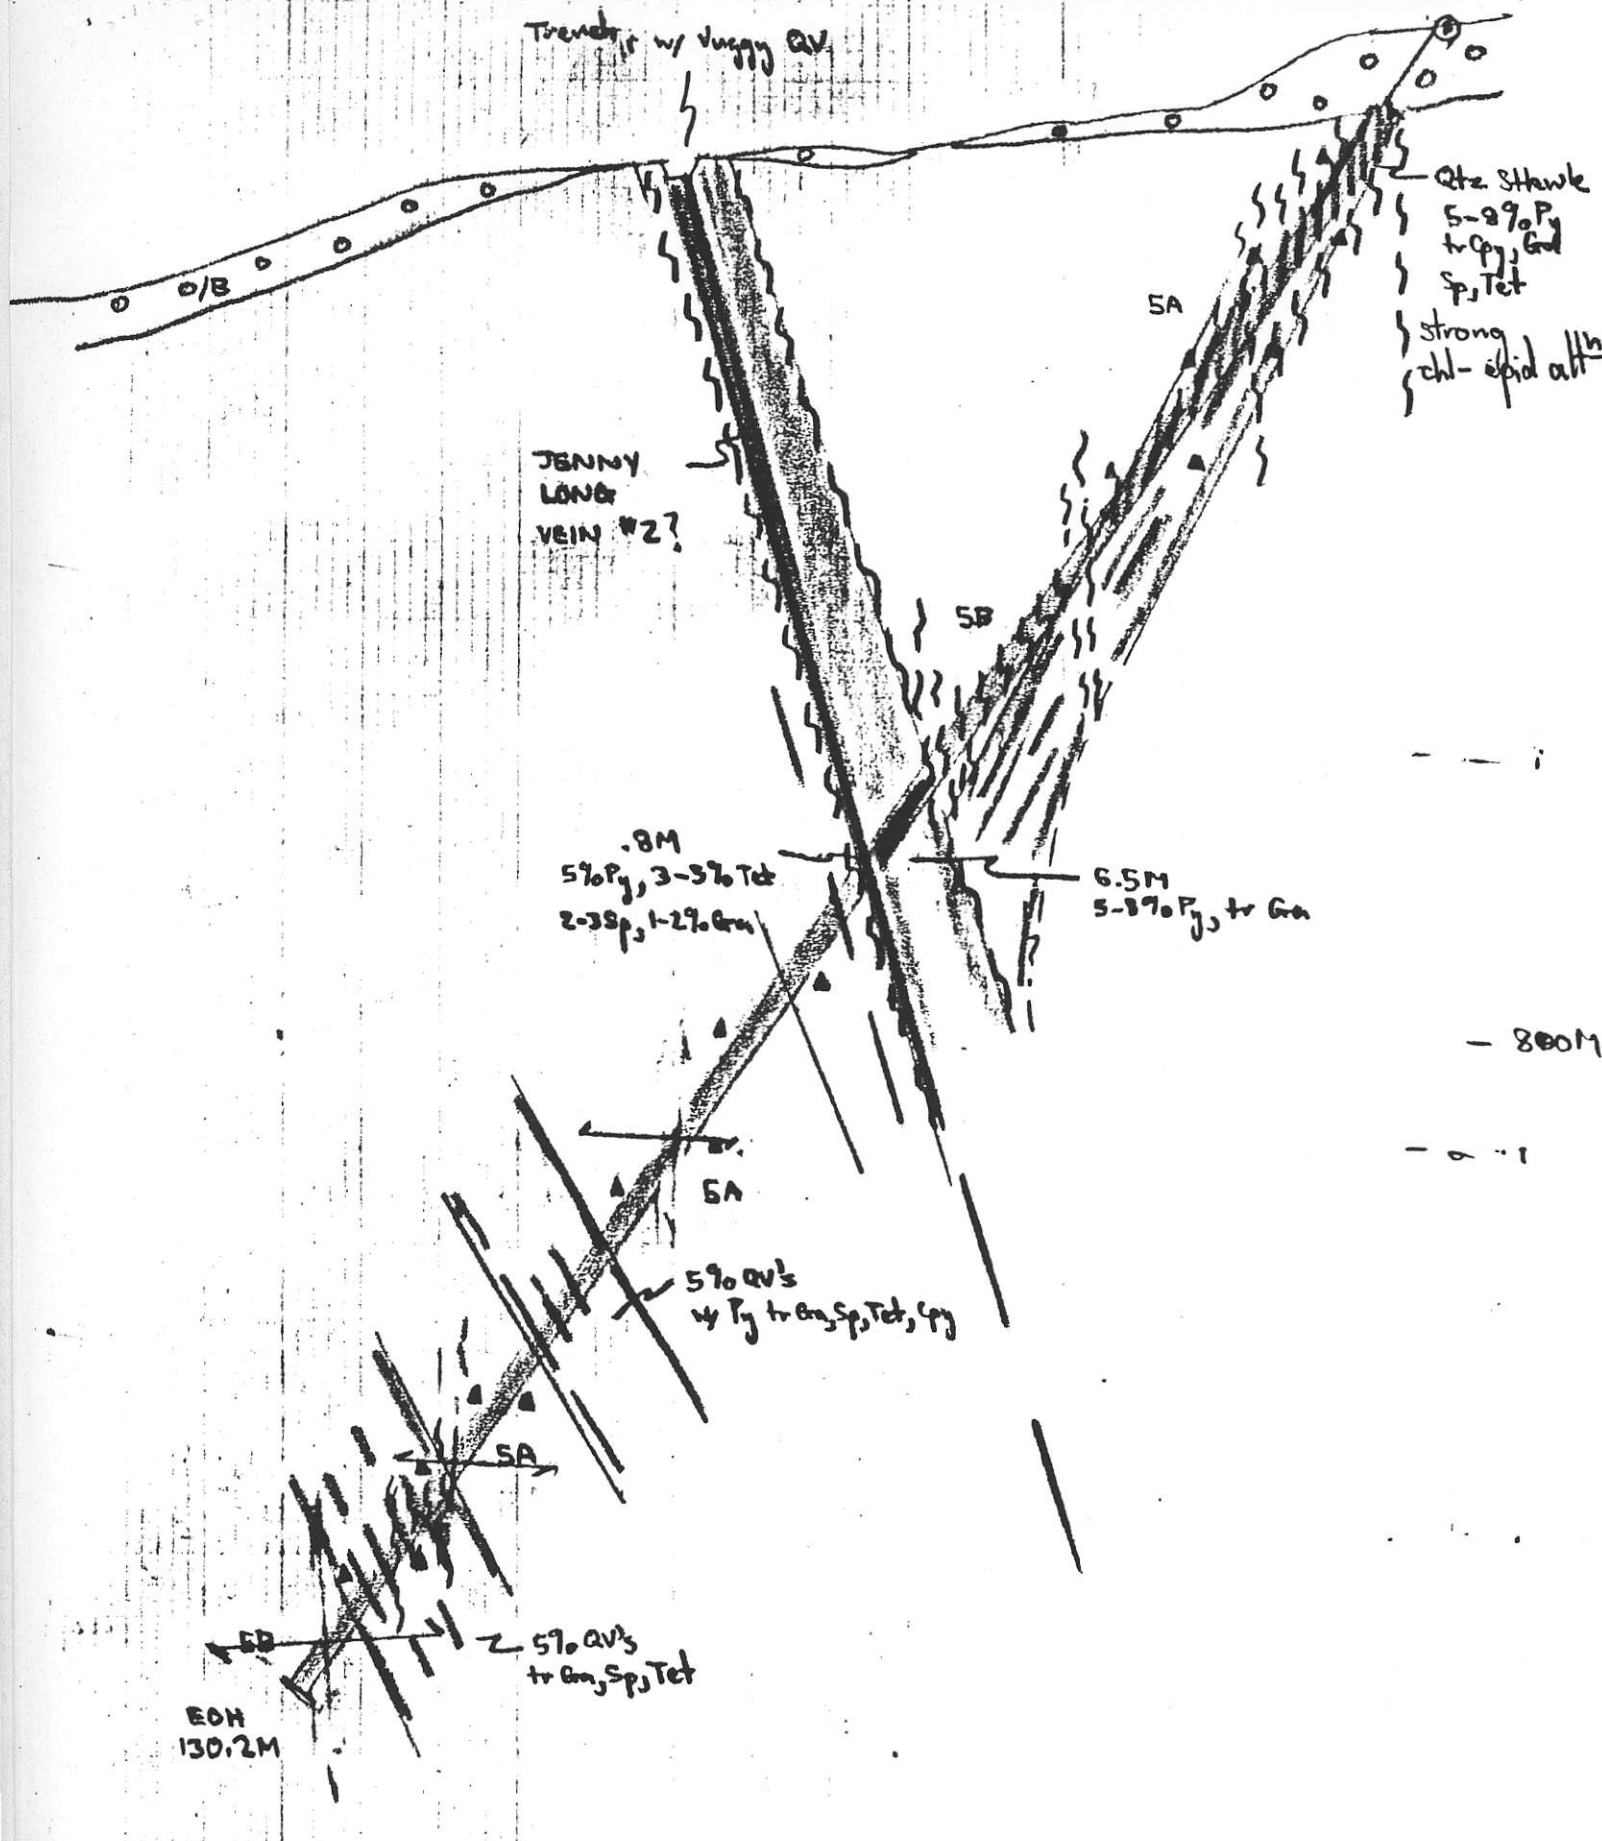 Trench w/ Vuggy QV
O/B
Qtz Stkwk
5-8% Py
tr Cpy, Gal
Sp, Tet
strong
chl-epid altn
5A
JENNY
LONG
VEIN #2?
5B
.8M
5% Py, 3-5% Tet
2-3 Sp, 1-2% Gn
6.5M
5-8% Py, tr Gn
- 800M
5A
5% QV's
w/ Py tr Gn, Sp, Tet, Cpy
5A
5B
5% QV's
tr Gn, Sp, Tet
EOH
130.2M